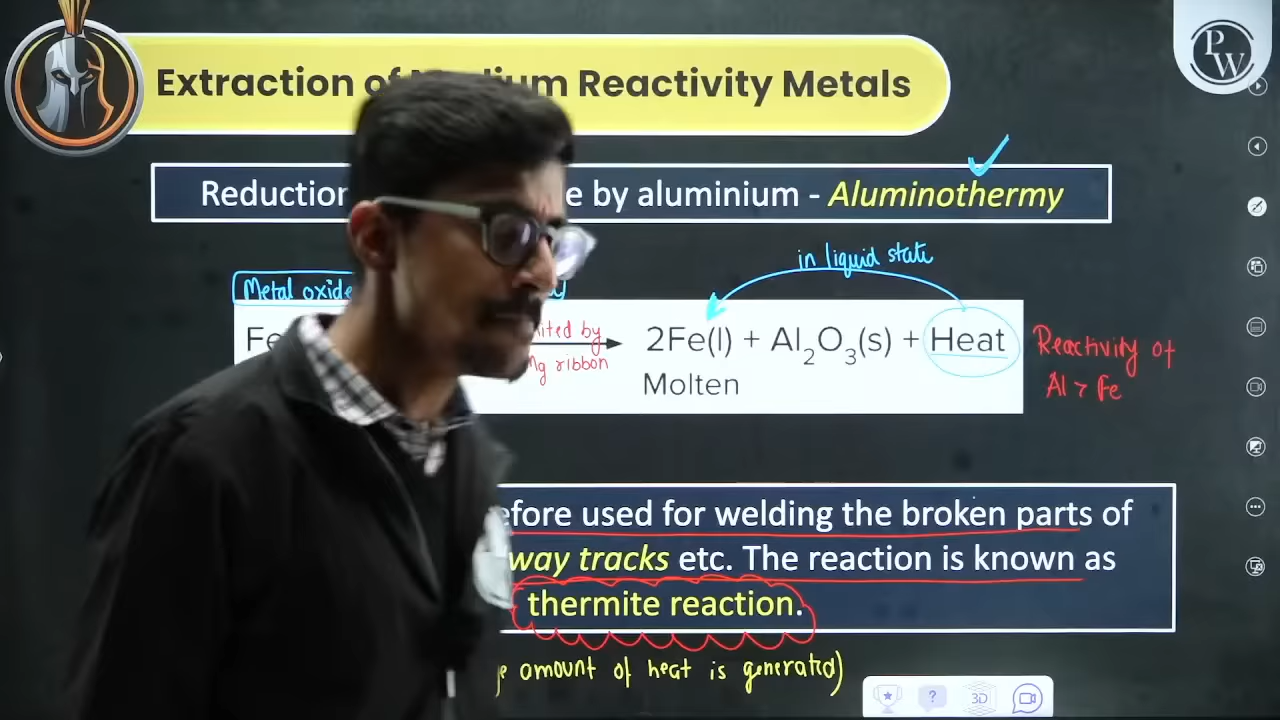 Extraction of Medium Reactivity Metals
P
W
Reduction e by aluminium - Aluminothermy
in liquid state
Metal oxide
Fe ited by 2Fe(l) + Al₂O₃(s) + Heat
Mg ribbon
Molten
Reactivity of
Al > Fe
efore used for welding the broken parts of
way tracks etc. The reaction is known as
thermite reaction.
amount of heat is generated)
?
3D